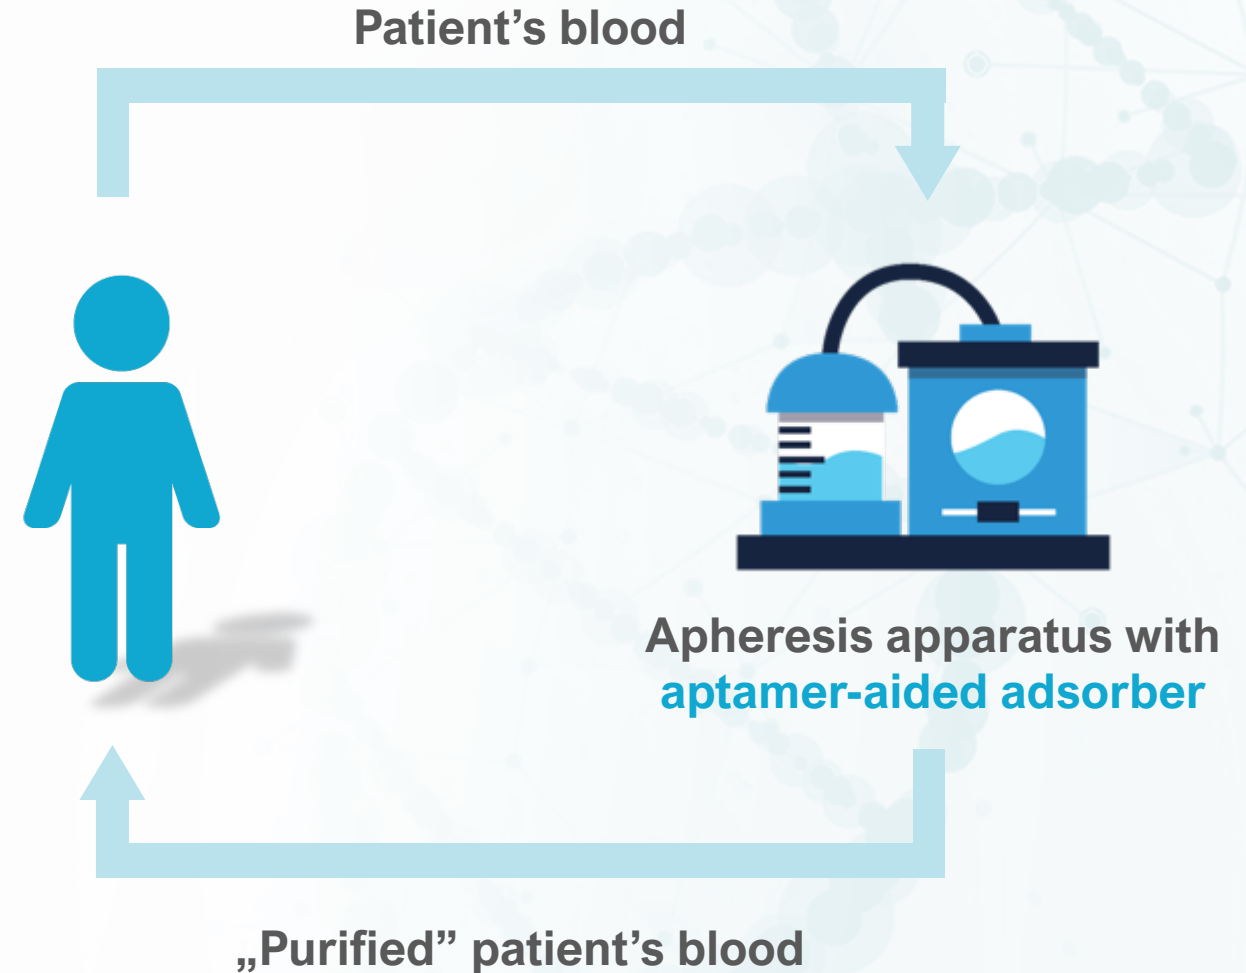 Patient’s blood
Apheresis apparatus with
aptamer-aided adsorber
„Purified” patient’s blood